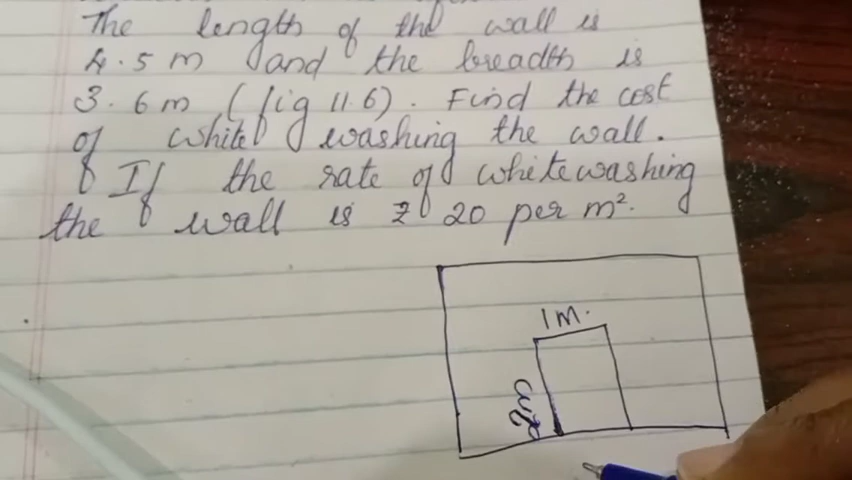 The length of the wall is
4.5 m and the breadth is
3.6 m (fig 11.6). Find the cost
of white washing the wall.
If the rate of whitewashing
the wall is ₹ 20 per m².
1M.